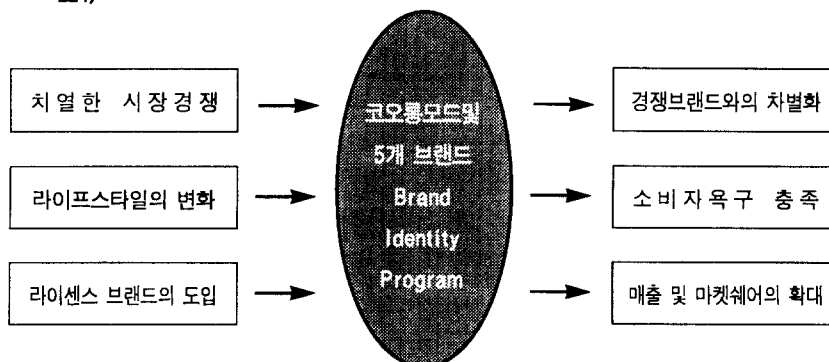 치열한 시장경쟁
라이프스타일의 변화
라이센스 브랜드의 도입
코오롱모드및
5개 브랜드
Brand
Identity
Program
경쟁브랜드와의 차별화
소비자욕구 충족
매출 및 마켓쉐어의 확대